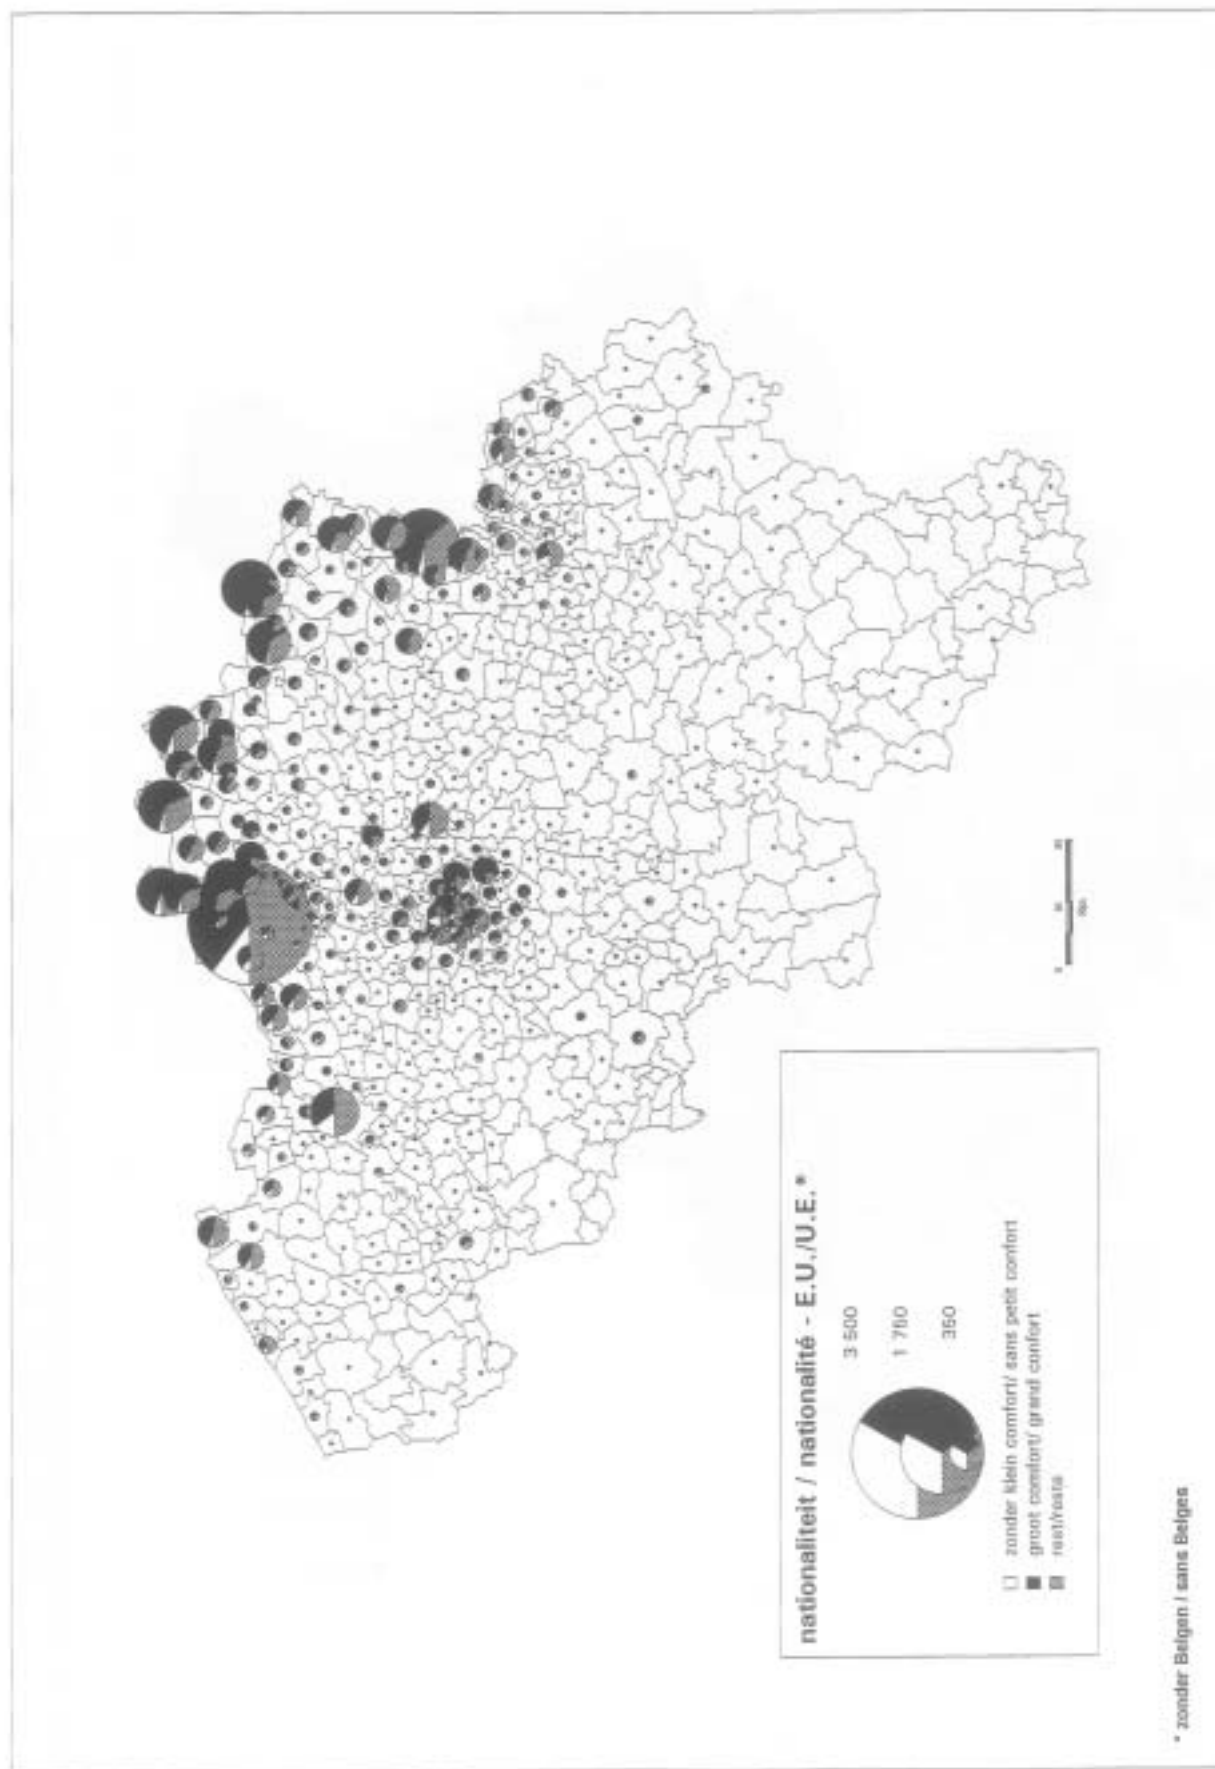 nationaliteit / nationalité - E.U./U.E.*
3 500
1 750
350
zonder klein comfort/ sans petit confort
groot comfort/ grand confort
rest/reste
* zonder Belgen / sans Belges